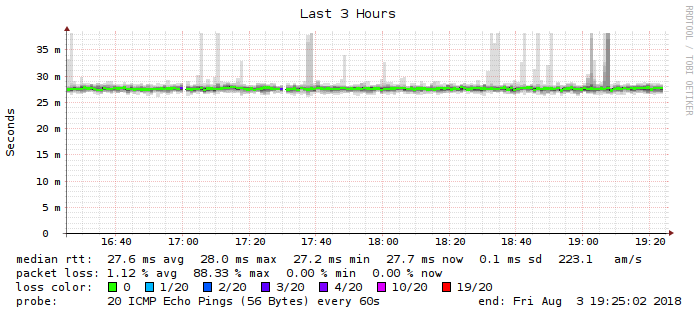 Last 3 Hours
RRDTOOL / TOBI OETIKER
Seconds
35 m
30 m
25 m
20 m
15 m
10 m
5 m
0
16:40 17:00 17:20 17:40 18:00 18:20 18:40 19:00 19:20
median rtt: 27.6 ms avg 28.0 ms max 27.2 ms min 27.7 ms now 0.1 ms sd 223.1 am/s
packet loss: 1.12 % avg 88.33 % max 0.00 % min 0.00 % now
loss color: 0 1/20 2/20 3/20 4/20 10/20 19/20
probe: 20 ICMP Echo Pings (56 Bytes) every 60s end: Fri Aug 3 19:25:02 2018